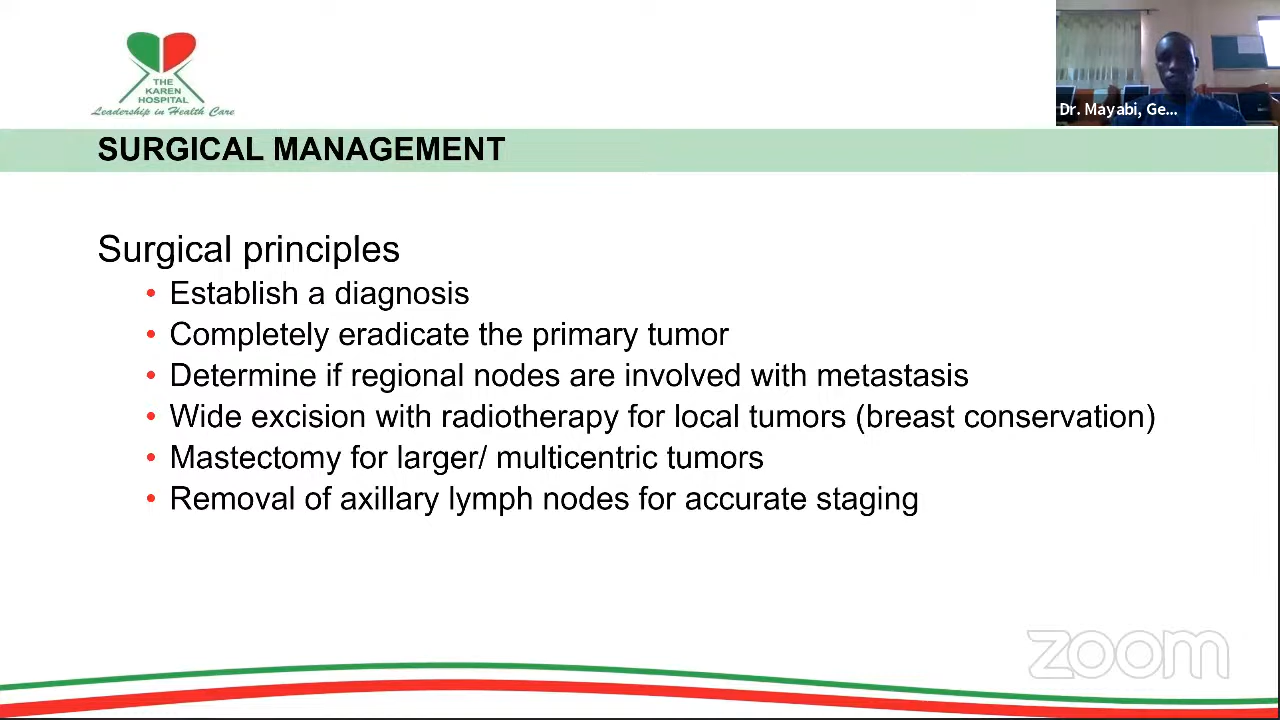 THE
KAREN
HOSPITAL
Leadership in Health Care
Dr. Mayabi, Ge...
SURGICAL MANAGEMENT
Surgical principles
• Establish a diagnosis
• Completely eradicate the primary tumor
• Determine if regional nodes are involved with metastasis
• Wide excision with radiotherapy for local tumors (breast conservation)
• Mastectomy for larger/ multicentric tumors
• Removal of axillary lymph nodes for accurate staging
zoom